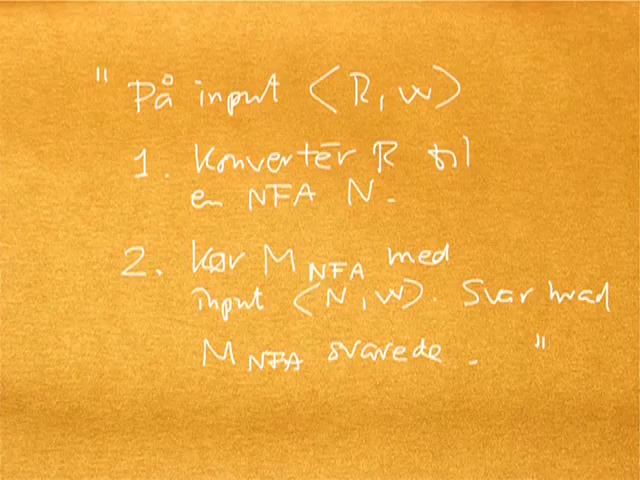 "På input ⟨R, w⟩
1. Konvertér R til
en NFA N.
2. Kør M_NFA med
input ⟨N, w⟩. Svar hvad
M_NFA svarede. "